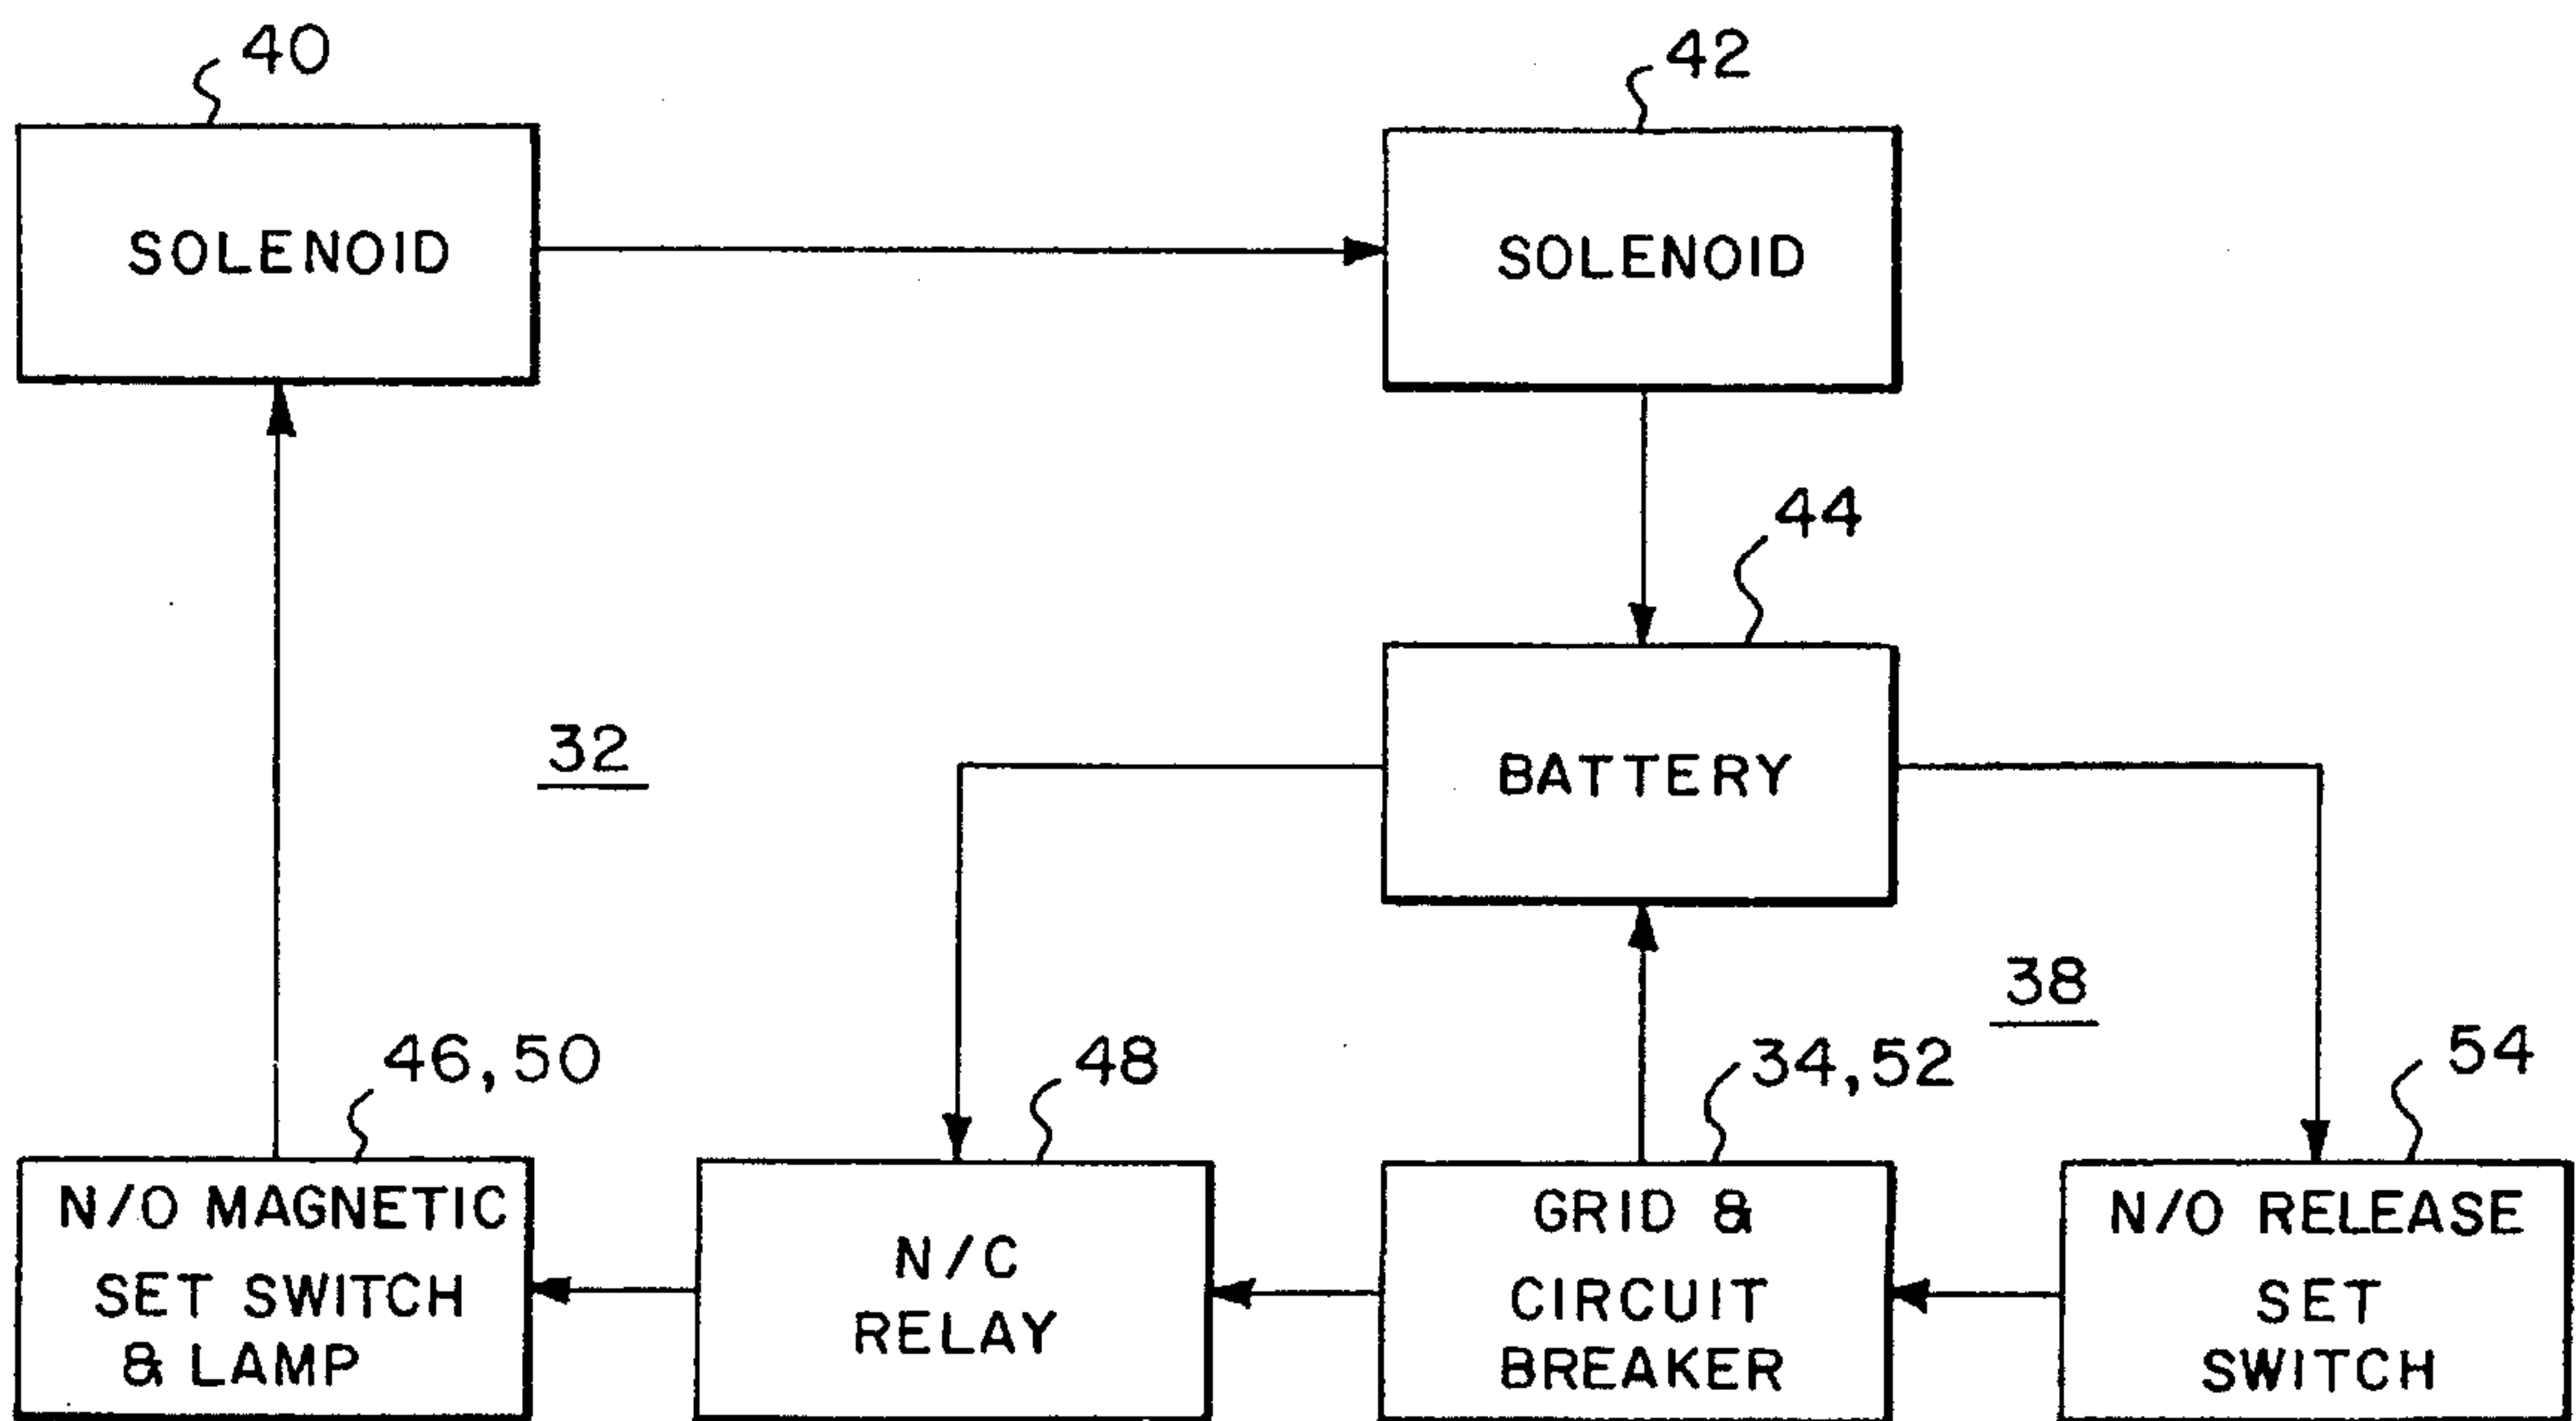 40
42
SOLENOID
SOLENOID
44
32
BATTERY
38
46,50
48
34,52
54
N/O MAGNETIC
SET SWITCH
& LAMP
N/C
RELAY
GRID &
CIRCUIT
BREAKER
N/O RELEASE
SET
SWITCH